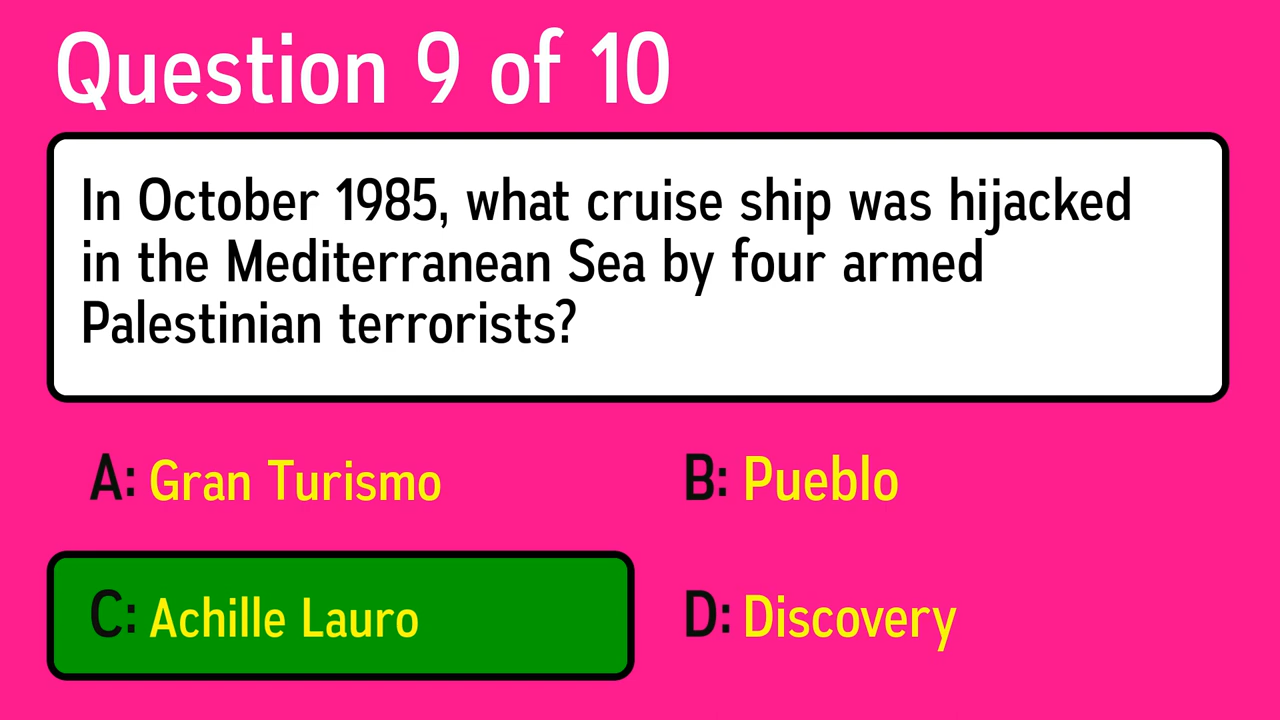 Question 9 of 10
In October 1985, what cruise ship was hijacked
in the Mediterranean Sea by four armed
Palestinian terrorists?
A: Gran Turismo
B: Pueblo
C: Achille Lauro
D: Discovery